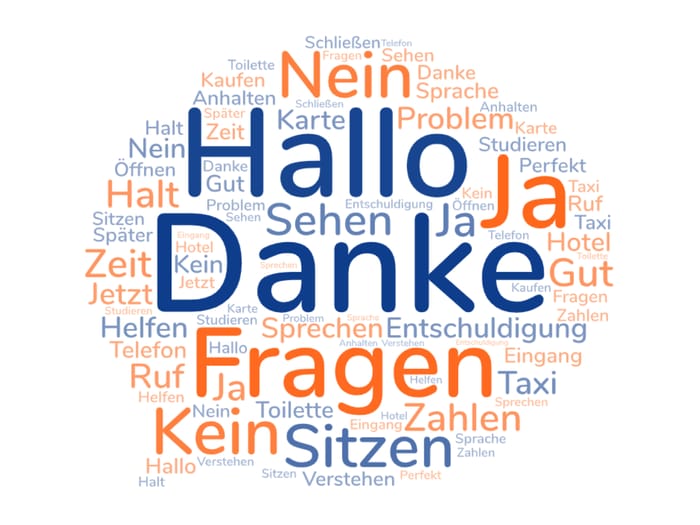 Schließen Telefon
Toilette Fragen Sehen
Kaufen Nein Danke
Anhalten Sprache
Schließen
Später Karte Problem Anhalten
Halt Zeit Karte
Nein Hallo Studieren
Öffnen Danke Perfekt
Gut Ja Taxi
Halt Kein Ruf
Problem Entschuldigung Öffnen
Sitzen Sehen Sehen Ja Taxi
Später Eingang Telefon Hotel
Hotel Danke Toilette
Zeit Kein Sprechen Gut
Jetzt Jetzt Kaufen Fragen
Studieren Karte Zahlen
Helfen Studieren Problem Sprechen Sprache Entschuldigung
Telefon Hallo Fragen Anhalten Verstehen Entschuldigung Eingang
Ruf Ja Helfen Taxi
Helfen Sprechen
Nein Toilette Hotel Zahlen
Kein Eingang
Sitzen Sprache
Hallo Verstehen Zahlen
Halt Sitzen Verstehen Perfekt